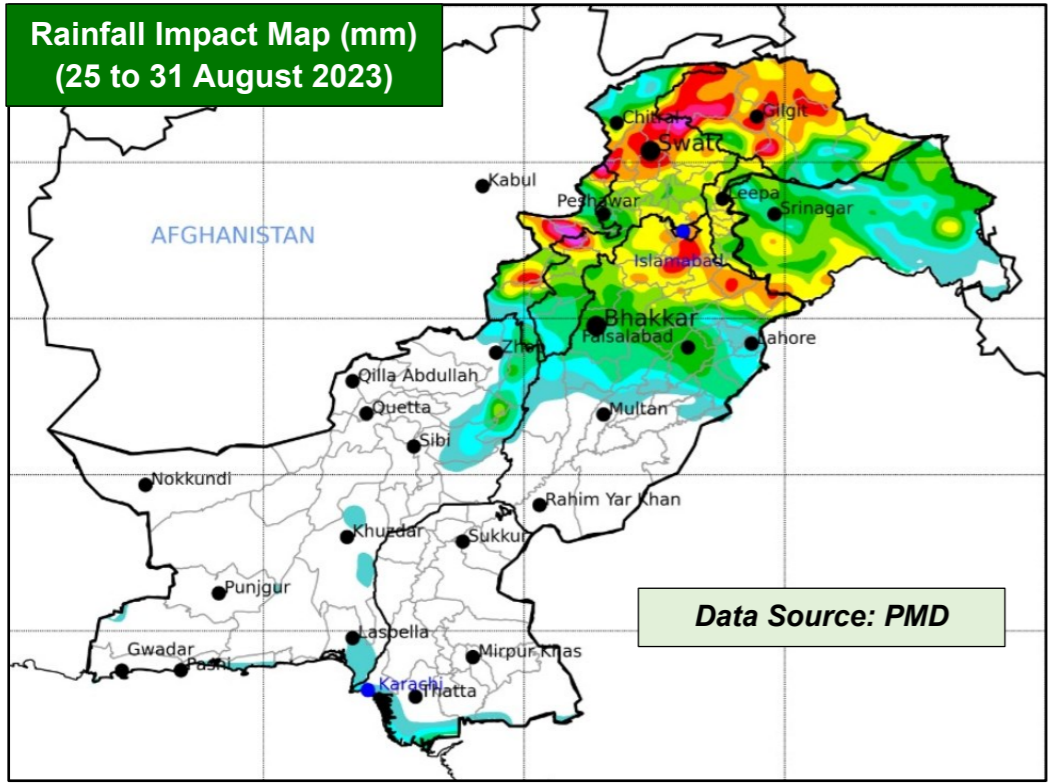 Rainfall Impact Map (mm)
(25 to 31 August 2023)
Chitral
Gilgit
Swat
Kabul
Leepa
Peshawar
Srinagar
AFGHANISTAN
Islamabad
Bhakkar
Faisalabad
Lahore
Zhob
Qilla Abdullah
Quetta
Multan
Sibi
Nokkundi
Rahim Yar Khan
Khuzdar
Sukkur
Punjgur
Data Source: PMD
Lasbella
Gwadar
Mirpur Khas
Pasni
Karachi
Thatta